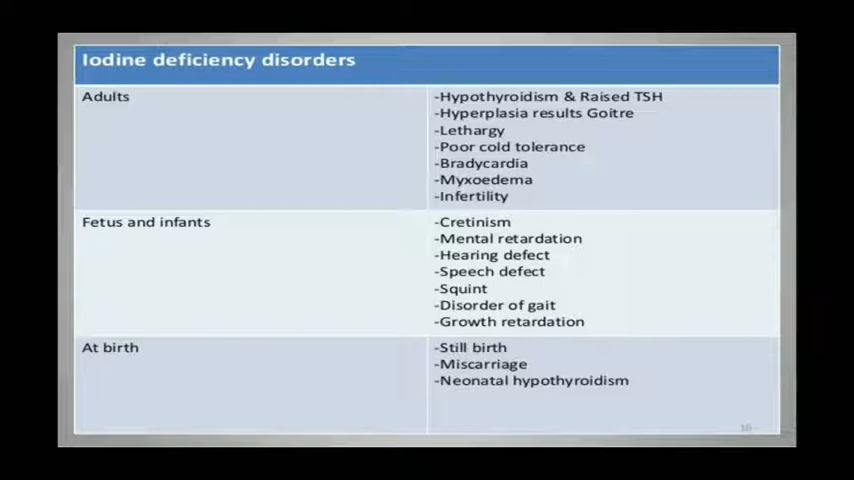 Iodine deficiency disorders
Adults
-Hypothyroidism & Raised TSH
-Hyperplasia results Goitre
-Lethargy
-Poor cold tolerance
-Bradycardia
-Myxoedema
-Infertility
Fetus and infants
-Cretinism
-Mental retardation
-Hearing defect
-Speech defect
-Squint
-Disorder of gait
-Growth retardation
At birth
-Still birth
-Miscarriage
-Neonatal hypothyroidism